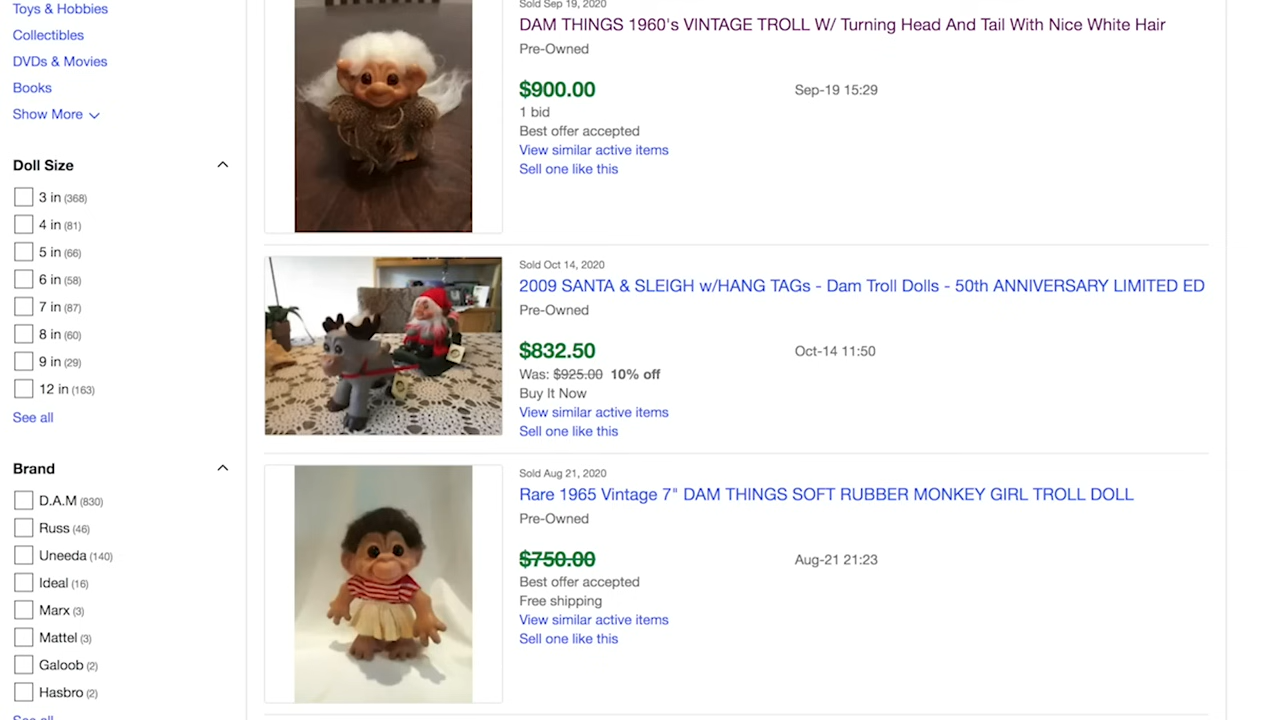 Toys & Hobbies
Collectibles
DVDs & Movies
Books
Show More
Doll Size
3 in (368)
4 in (81)
5 in (66)
6 in (58)
7 in (87)
8 in (60)
9 in (29)
12 in (163)
See all
Brand
D.A.M (830)
Russ (46)
Uneeda (140)
Ideal (16)
Marx (3)
Mattel (3)
Galoob (2)
Hasbro (2)
See all
Sold Sep 19, 2020
DAM THINGS 1960's VINTAGE TROLL W/ Turning Head And Tail With Nice White Hair
Pre-Owned
$900.00 Sep-19 15:29
1 bid
Best offer accepted
View similar active items
Sell one like this
Sold Oct 14, 2020
2009 SANTA & SLEIGH w/HANG TAGs - Dam Troll Dolls - 50th ANNIVERSARY LIMITED ED
Pre-Owned
$832.50 Oct-14 11:50
Was: $925.00 10% off
Buy It Now
View similar active items
Sell one like this
Sold Aug 21, 2020
Rare 1965 Vintage 7" DAM THINGS SOFT RUBBER MONKEY GIRL TROLL DOLL
Pre-Owned
$750.00 Aug-21 21:23
Best offer accepted
Free shipping
View similar active items
Sell one like this